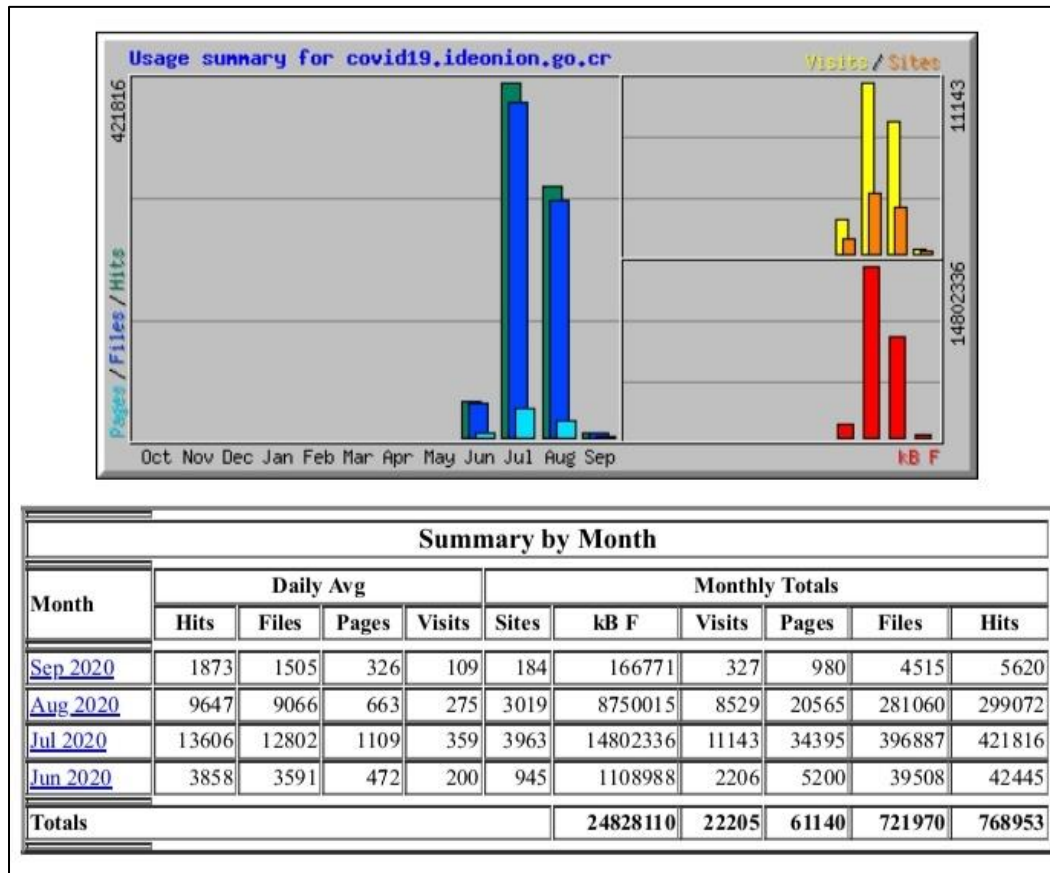 Usage summary for covid19.ideonion.go.cr
Visits / Sites
421816
11143
Pages / Files / Hits
14802336
Oct Nov Dec Jan Feb Mar Apr May Jun Jul Aug Sep
kB F
Summary by Month
Month Daily Avg Monthly Totals
Hits Files Pages Visits Sites kB F Visits Pages Files Hits
Sep 2020 1873 1505 326 109 184 166771 327 980 4515 5620
Aug 2020 9647 9066 663 275 3019 8750015 8529 20565 281060 299072
Jul 2020 13606 12802 1109 359 3963 14802336 11143 34395 396887 421816
Jun 2020 3858 3591 472 200 945 1108988 2206 5200 39508 42445
Totals 24828110 22205 61140 721970 768953